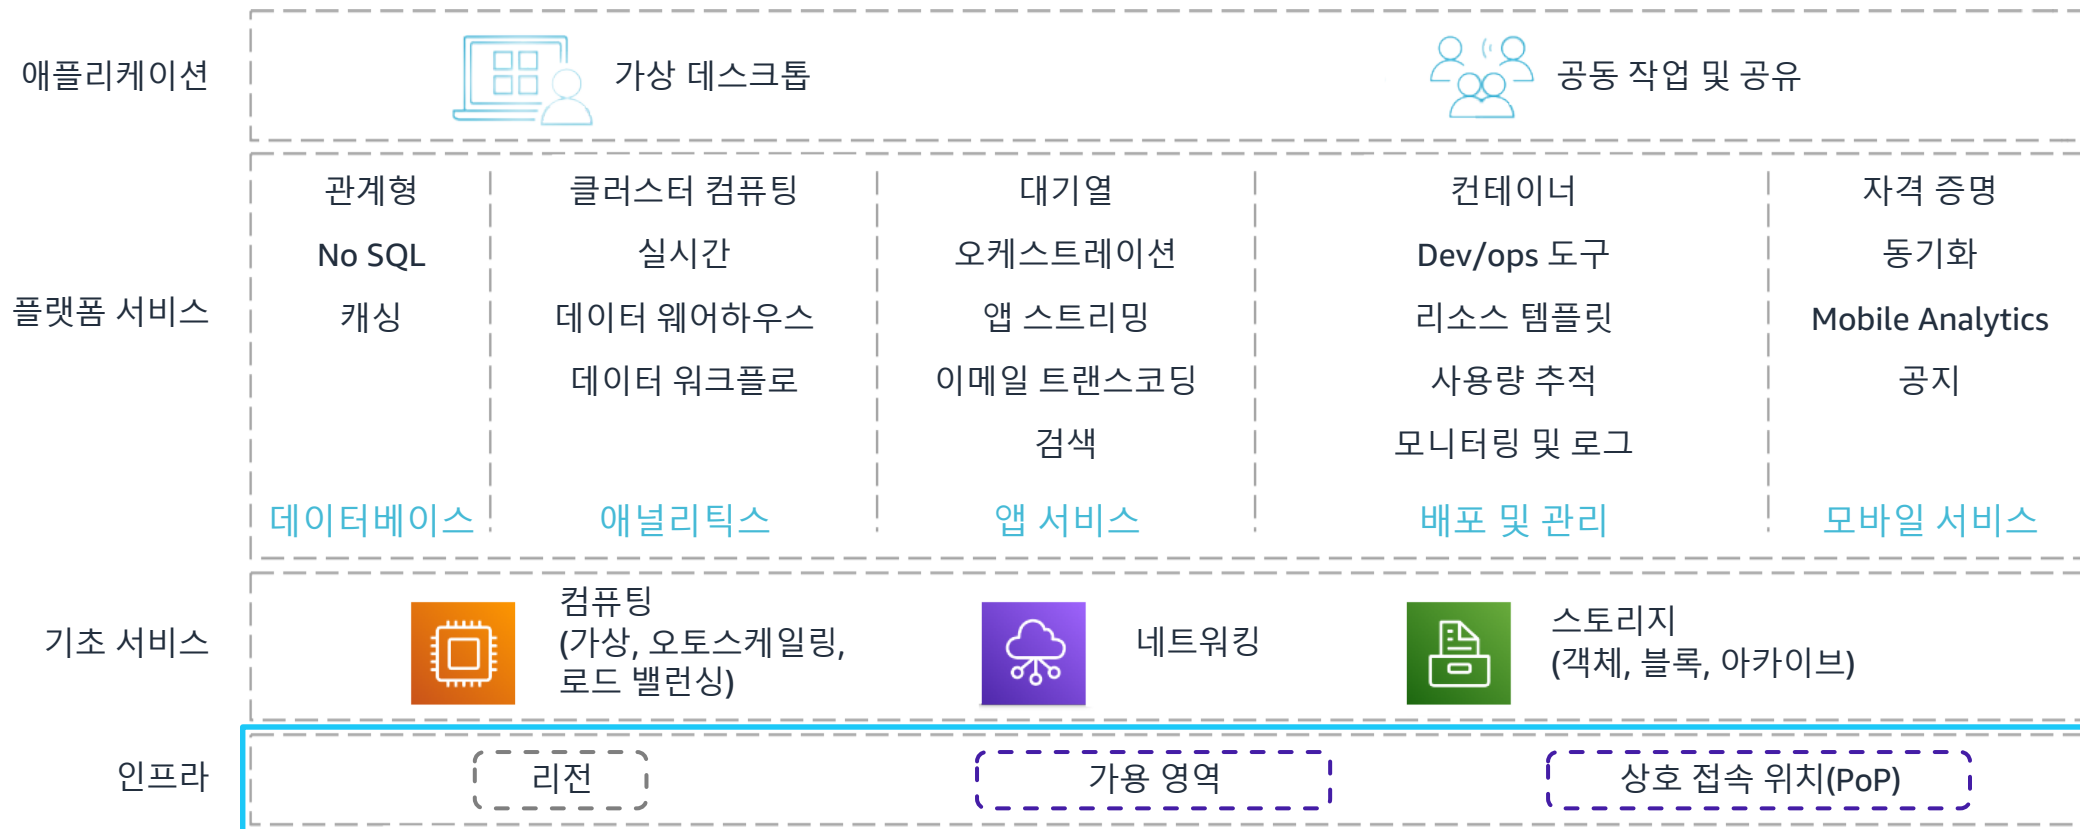 애플리케이션
가상 데스크톱
공동 작업 및 공유
플랫폼 서비스
관계형
No SQL
캐싱
데이터베이스
클러스터 컴퓨팅
실시간
데이터 웨어하우스
데이터 워크플로
애널리틱스
대기열
오케스트레이션
앱 스트리밍
이메일 트랜스코딩
검색
앱 서비스
컨테이너
Dev/ops 도구
리소스 템플릿
사용량 추적
모니터링 및 로그
배포 및 관리
자격 증명
동기화
Mobile Analytics
공지
모바일 서비스
기초 서비스
컴퓨팅
(가상, 오토스케일링,
로드 밸런싱)
네트워킹
스토리지
(객체, 블록, 아카이브)
인프라
리전
가용 영역
상호 접속 위치(PoP)